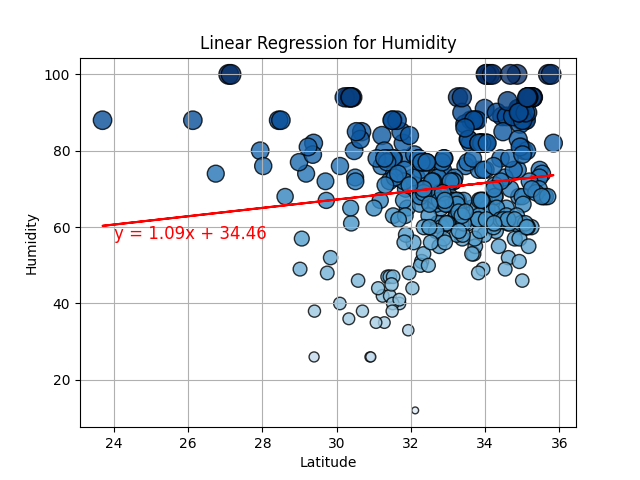 Linear Regression for Humidity
100
80
60
40
20
Humidity
y = 1.09x + 34.46
24 26 28 30 32 34 36
Latitude